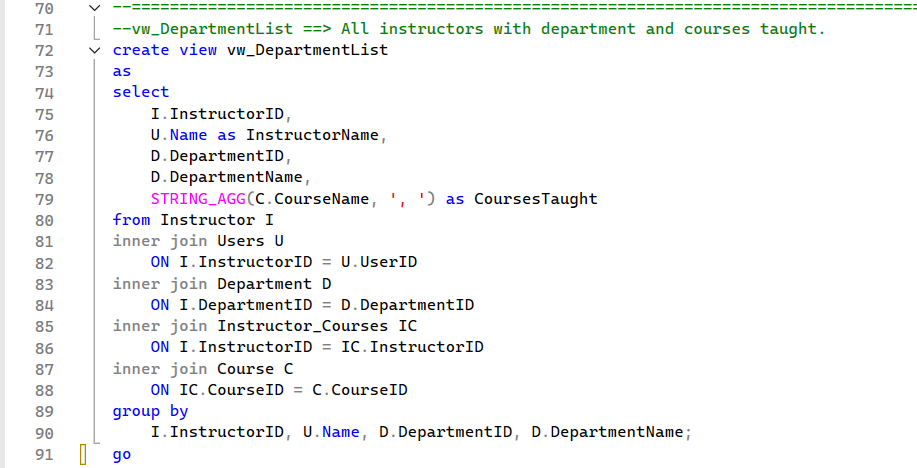 70 --==================================================================================
71 --vw_DepartmentList ==> All instructors with department and courses taught.
72 create view vw_DepartmentList
73 as
74 select
75 I.InstructorID,
76 U.Name as InstructorName,
77 D.DepartmentID,
78 D.DepartmentName,
79 STRING_AGG(C.CourseName, ', ') as CoursesTaught
80 from Instructor I
81 inner join Users U
82 ON I.InstructorID = U.UserID
83 inner join Department D
84 ON I.DepartmentID = D.DepartmentID
85 inner join Instructor_Courses IC
86 ON I.InstructorID = IC.InstructorID
87 inner join Course C
88 ON IC.CourseID = C.CourseID
89 group by
90 I.InstructorID, U.Name, D.DepartmentID, D.DepartmentName;
91 go